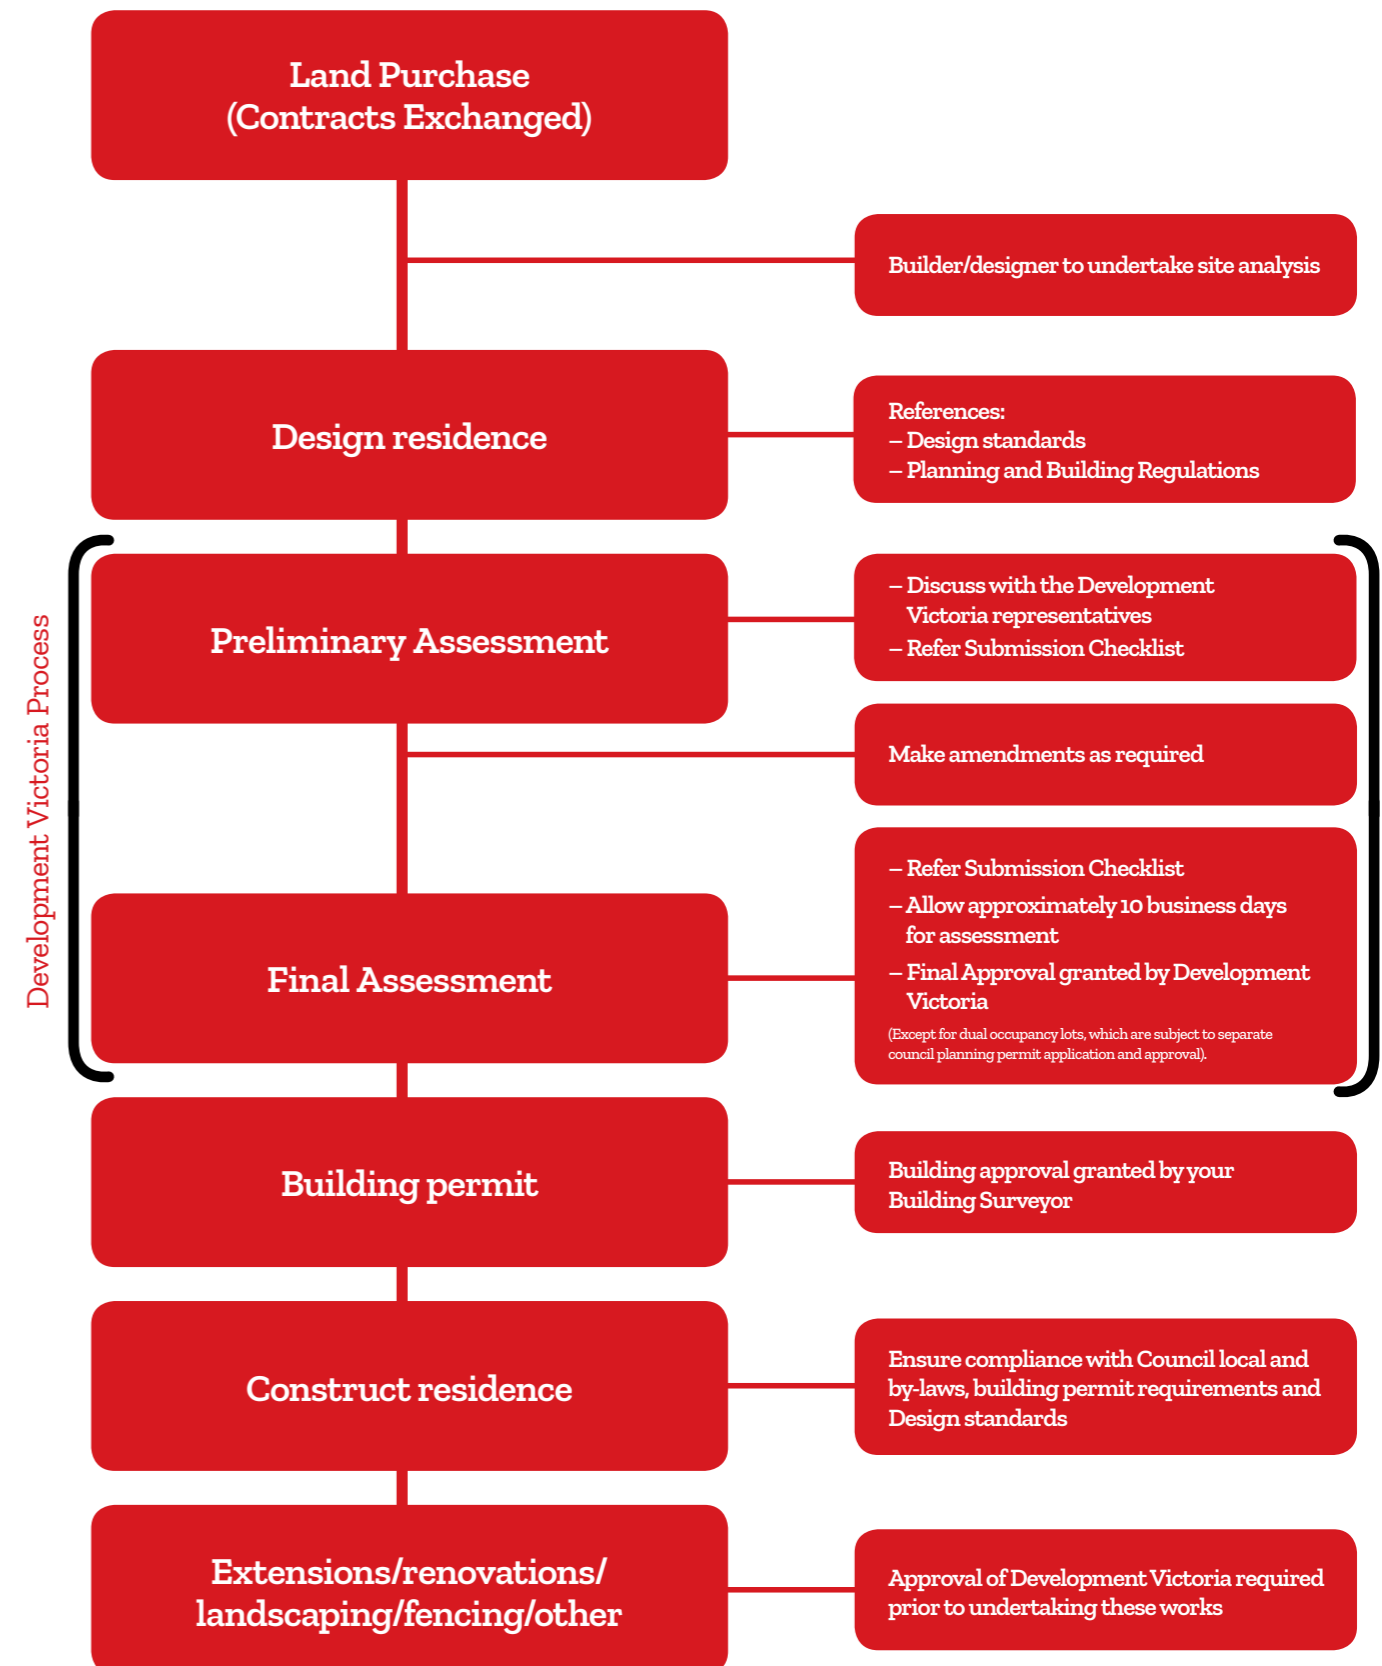 Land Purchase
(Contracts Exchanged)
Builder/designer to undertake site analysis
Design residence
References:
– Design standards
– Planning and Building Regulations
Development Victoria Process
Preliminary Assessment
– Discuss with the Development
Victoria representatives
– Refer Submission Checklist
Make amendments as required
Final Assessment
– Refer Submission Checklist
– Allow approximately 10 business days
for assessment
– Final Approval granted by Development
Victoria
(Except for dual occupancy lots, which are subject to separate
council planning permit application and approval).
Building permit
Building approval granted by your
Building Surveyor
Construct residence
Ensure compliance with Council local and
by-laws, building permit requirements and
Design standards
Extensions/renovations/
landscaping/fencing/other
Approval of Development Victoria required
prior to undertaking these works